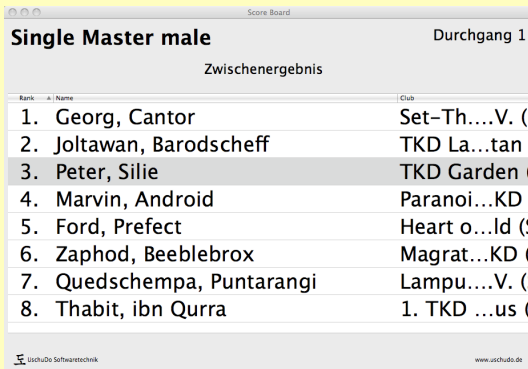 Score Board
Single Master male Durchgang 1
Zwischenergebnis
Rank Name Club
1. Georg, Cantor Set-Th....V. (
2. Joltawan, Barodscheff TKD La...tan
3. Peter, Silie TKD Garden (
4. Marvin, Android Paranoi...KD
5. Ford, Prefect Heart o...ld (S
6. Zaphod, Beeblebrox Magrat...KD (
7. Quedschempa, Puntarangi Lampu....V. (
8. Thabit, ibn Qurra 1. TKD ...us (
UschuDo Softwaretechnik www.uschudo.de